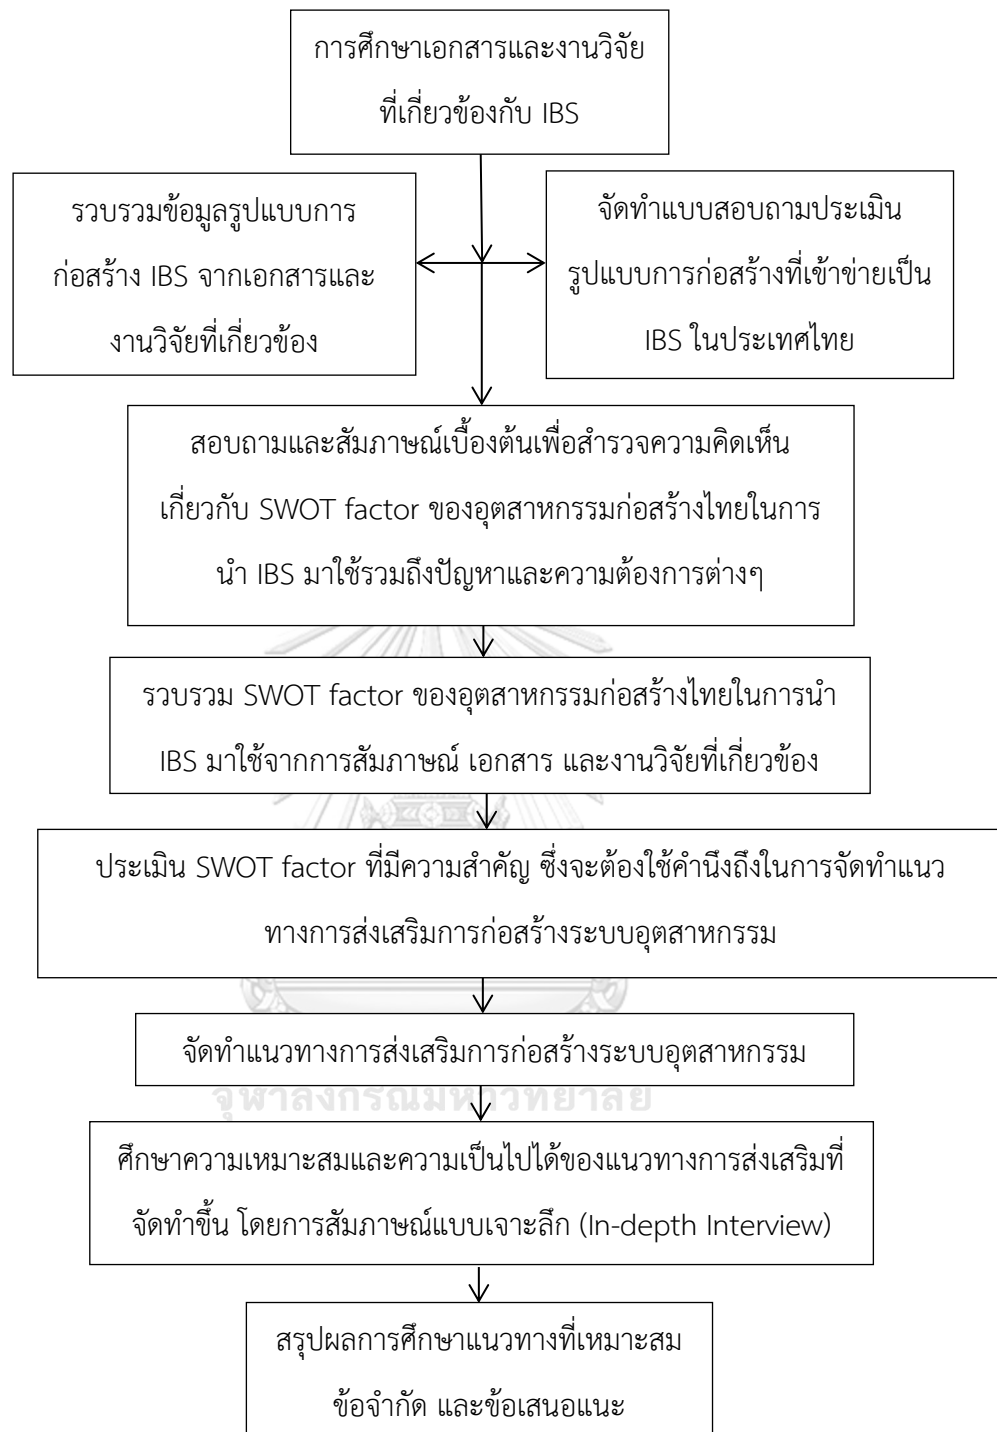 การศึกษาเอกสารและงานวิจัย
ที่เกี่ยวข้องกับ IBS
รวบรวมข้อมูลรูปแบบการ
ก่อสร้าง IBS จากเอกสารและ
งานวิจัยที่เกี่ยวข้อง
จัดทำแบบสอบถามประเมิน
รูปแบบการก่อสร้างที่เข้าข่ายเป็น
IBS ในประเทศไทย
สอบถามและสัมภาษณ์เบื้องต้นเพื่อสำรวจความคิดเห็น
เกี่ยวกับ SWOT factor ของอุตสาหกรรมก่อสร้างไทยในการ
นำ IBS มาใช้รวมถึงปัญหาและความต้องการต่างๆ
รวบรวม SWOT factor ของอุตสาหกรรมก่อสร้างไทยในการนำ
IBS มาใช้จากการสัมภาษณ์ เอกสาร และงานวิจัยที่เกี่ยวข้อง
ประเมิน SWOT factor ที่มีความสำคัญ ซึ่งจะต้องใช้คำนึงถึงในการจัดทำแนว
ทางการส่งเสริมการก่อสร้างระบบอุตสาหกรรม
จัดทำแนวทางการส่งเสริมการก่อสร้างระบบอุตสาหกรรม
จุฬาลงกรณ์มหาวิทยาลัย
ศึกษาความเหมาะสมและความเป็นไปได้ของแนวทางการส่งเสริมที่
จัดทำขึ้น โดยการสัมภาษณ์แบบเจาะลึก (In-depth Interview)
สรุปผลการศึกษาแนวทางที่เหมาะสม
ข้อจำกัด และข้อเสนอแนะ